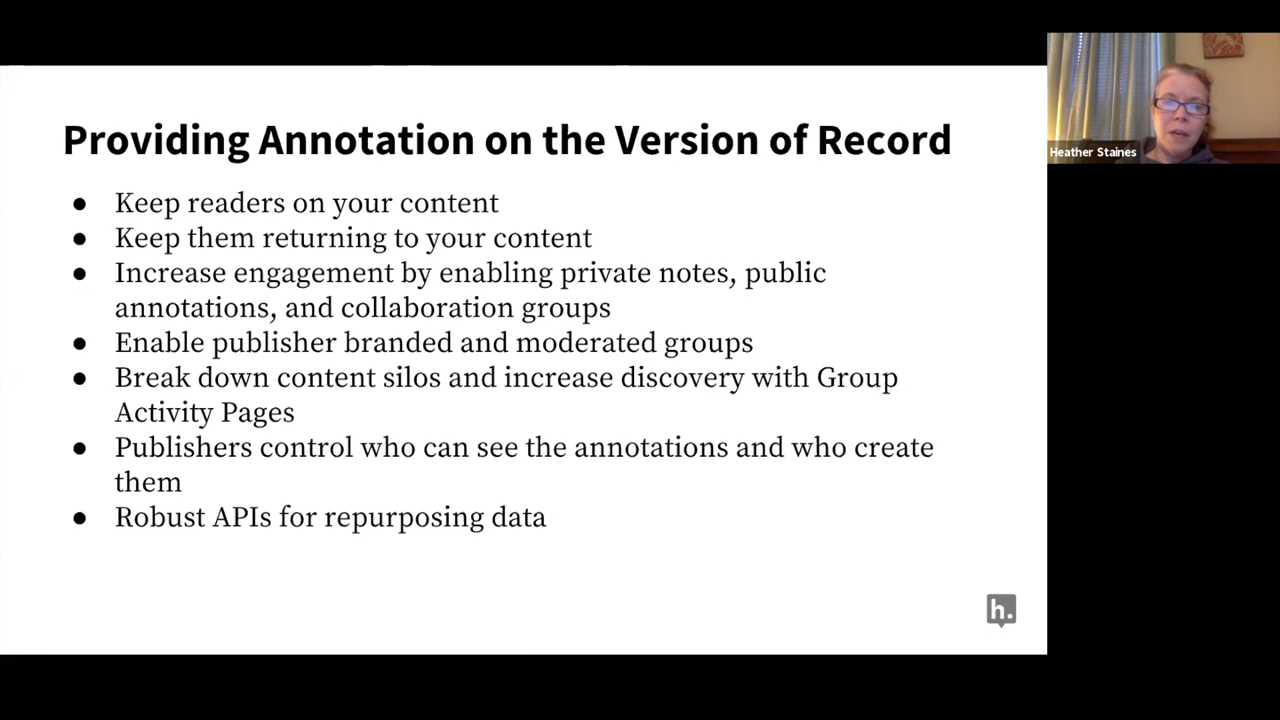 Providing Annotation on the Version of Record
● Keep readers on your content
● Keep them returning to your content
● Increase engagement by enabling private notes, public
annotations, and collaboration groups
● Enable publisher branded and moderated groups
● Break down content silos and increase discovery with Group
Activity Pages
● Publishers control who can see the annotations and who create
them
● Robust APIs for repurposing data
h.
Heather Staines